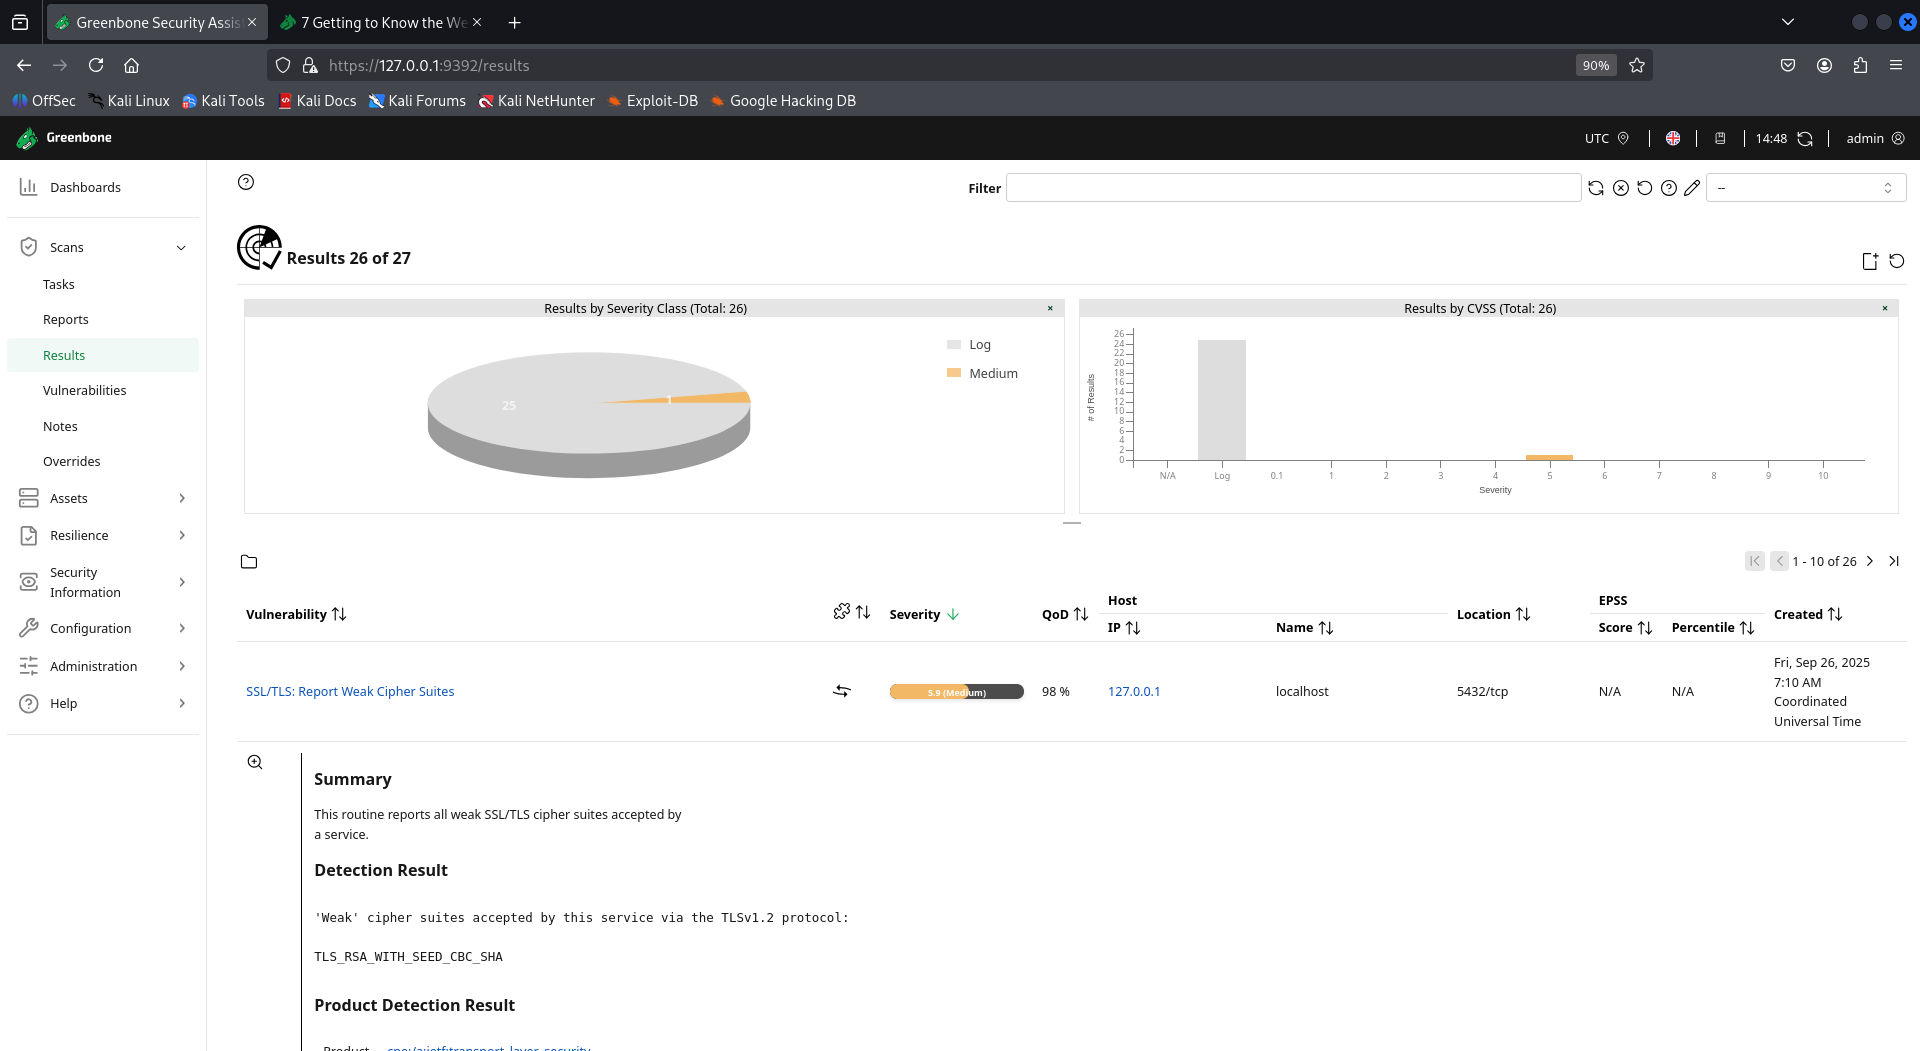 Greenbone Security Assis
7 Getting to Know the We
https://127.0.0.1:9392/results
90%
OffSec
Kali Linux
Kali Tools
Kali Docs
Kali Forums
Kali NetHunter
Exploit-DB
Google Hacking DB
Greenbone
UTC
14:48
admin
Dashboards
Scans
Tasks
Reports
Results
Vulnerabilities
Notes
Overrides
Assets
Resilience
Security
Information
Configuration
Administration
Help
Filter
--
Results 26 of 27
Results by Severity Class (Total: 26)
×
25
1
Log
Medium
Results by CVSS (Total: 26)
×
# of Results
26
24
22
20
18
16
14
12
10
8
6
4
2
0
N/A
Log
0.1
1
2
3
4
5
6
7
8
9
10
Severity
1 - 10 of 26
Vulnerability
Severity
QoD
Host
IP
Name
Location
EPSS
Score
Percentile
Created
SSL/TLS: Report Weak Cipher Suites
5.9 (Medium)
98 %
127.0.0.1
localhost
5432/tcp
N/A
N/A
Fri, Sep 26, 2025
7:10 AM
Coordinated
Universal Time
Summary
This routine reports all weak SSL/TLS cipher suites accepted by
a service.
Detection Result
'Weak' cipher suites accepted by this service via the TLSv1.2 protocol:
TLS_RSA_WITH_SEED_CBC_SHA
Product Detection Result
Product cpe:/a:ietf:transport_layer_security